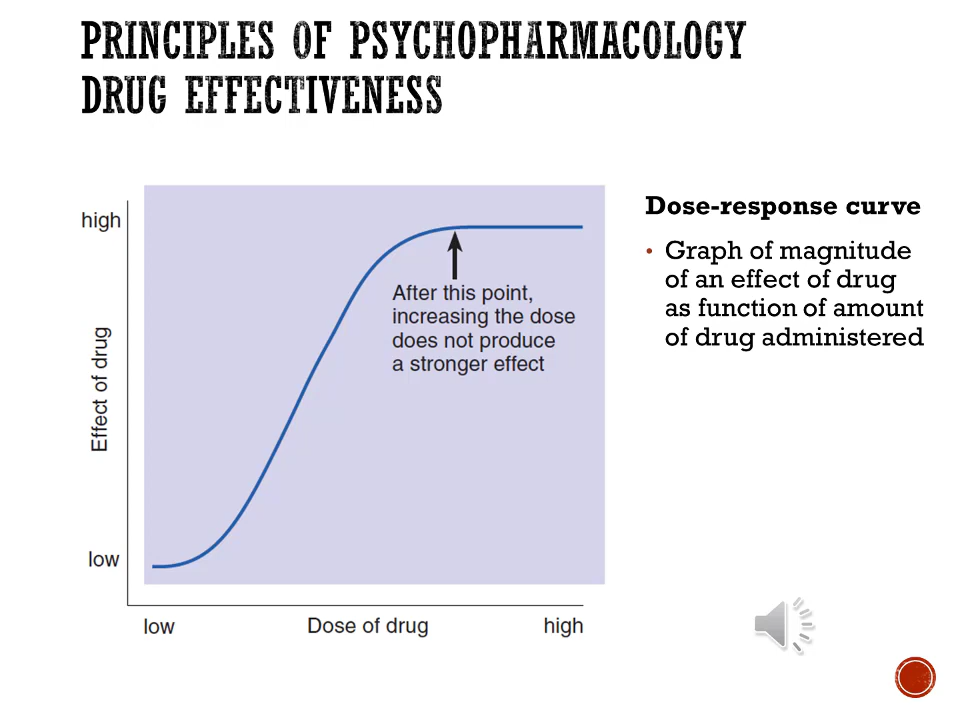 PRINCIPLES OF PSYCHOPHARMACOLOGY
DRUG EFFECTIVENESS
high
After this point,
increasing the dose
does not produce
a stronger effect
Effect of drug
low
low
Dose of drug
high
Dose-response curve
• Graph of magnitude
of an effect of drug
as function of amount
of drug administered